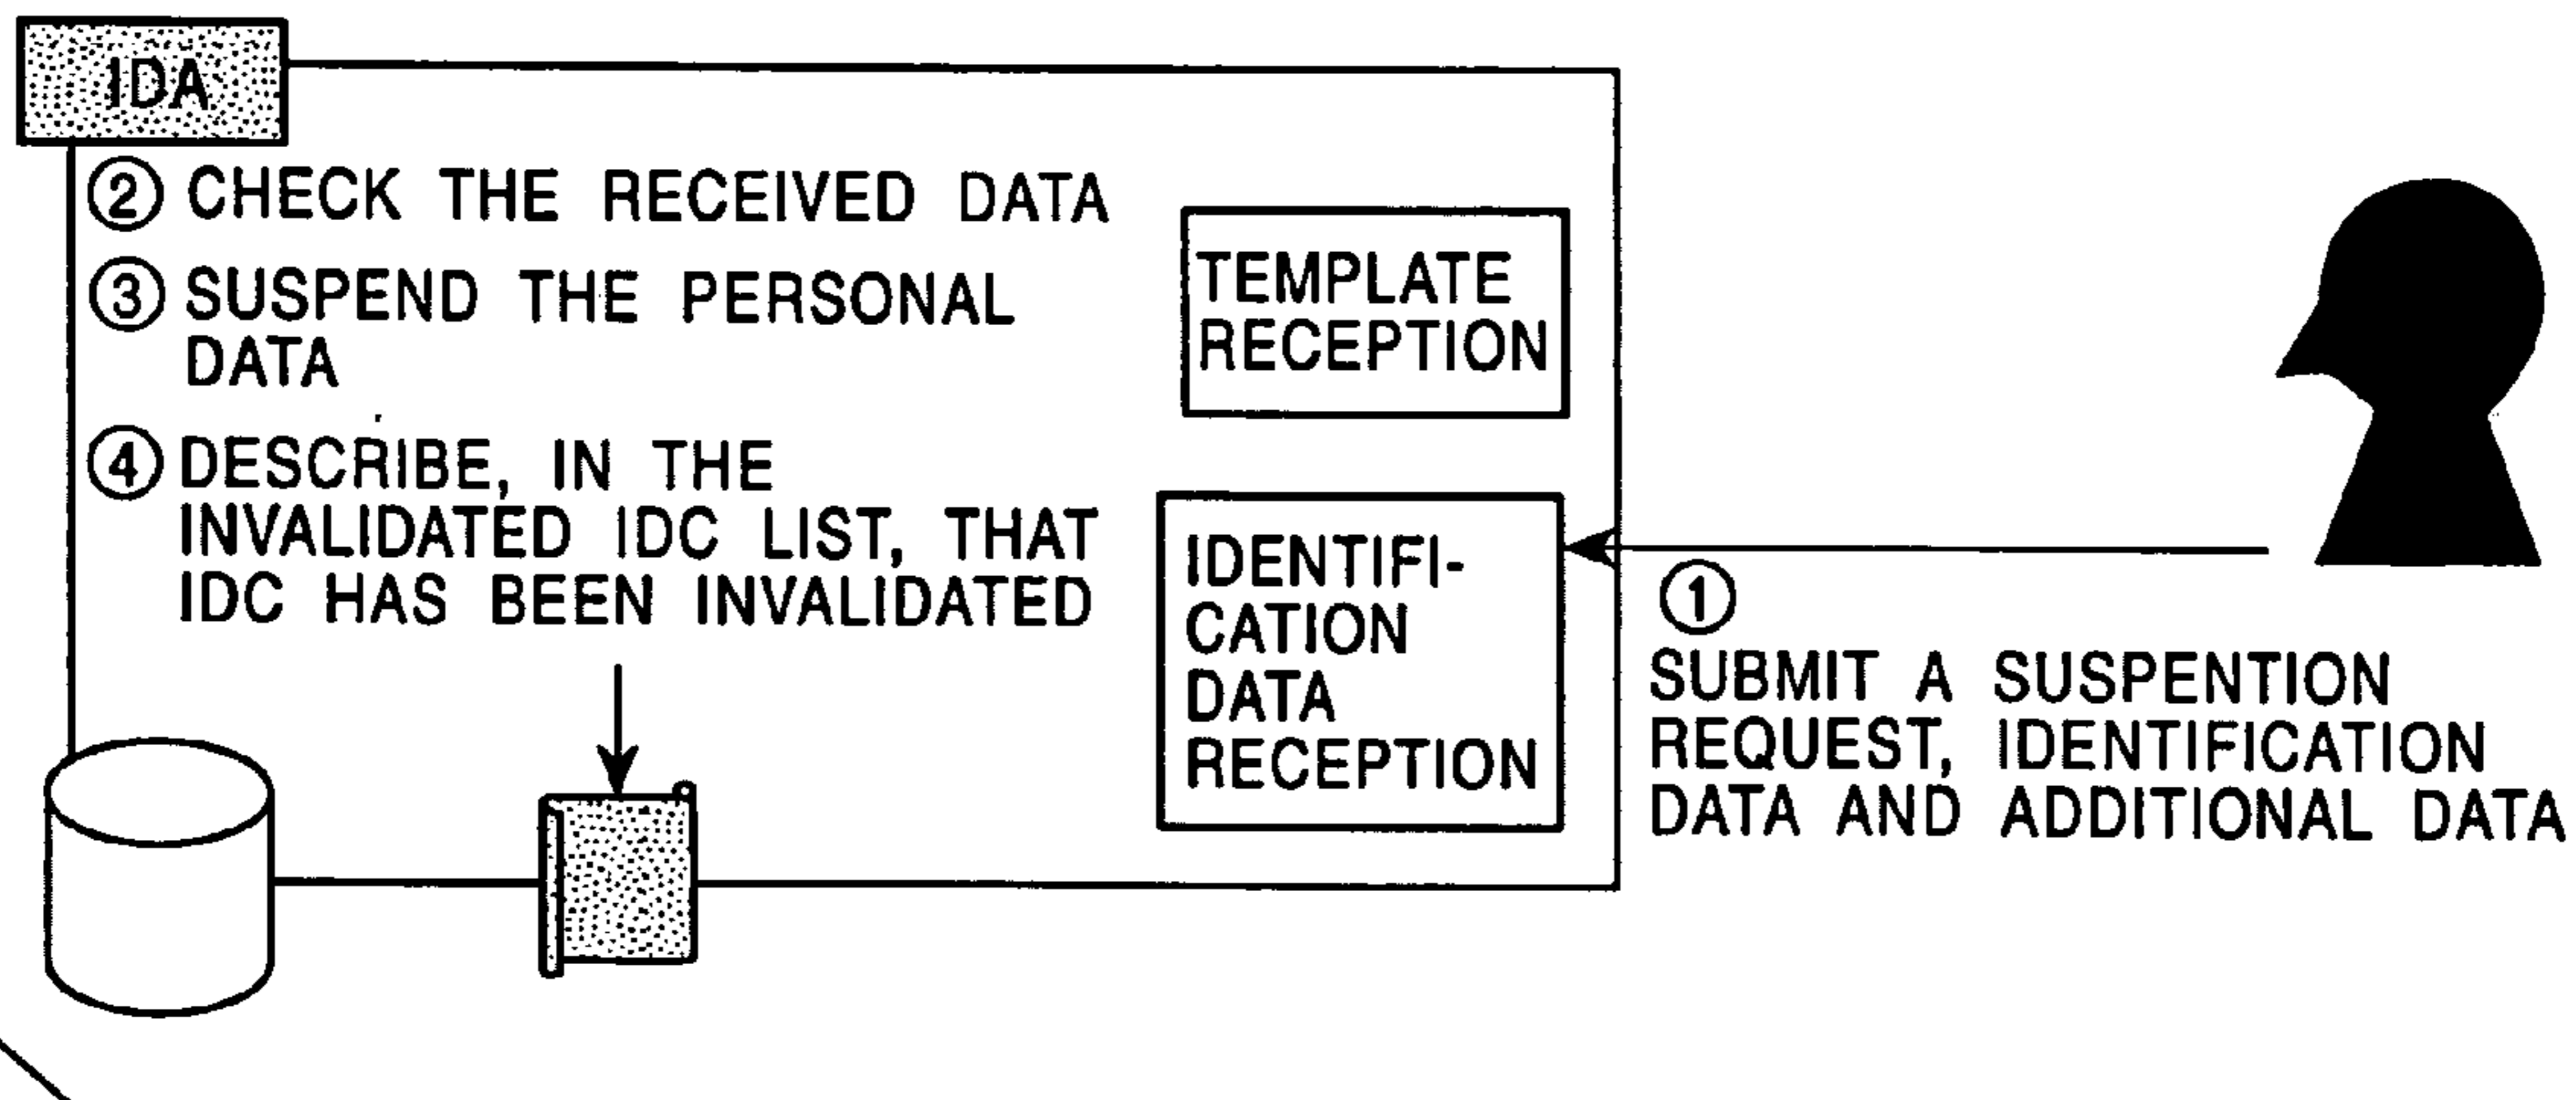 IDA
② CHECK THE RECEIVED DATA
③ SUSPEND THE PERSONAL
DATA
④ DESCRIBE, IN THE
INVALIDATED IDC LIST, THAT
IDC HAS BEEN INVALIDATED
TEMPLATE
RECEPTION
IDENTIFI-
CATION
DATA
RECEPTION
①
SUBMIT A SUSPENTION
REQUEST, IDENTIFICATION
DATA AND ADDITIONAL DATA